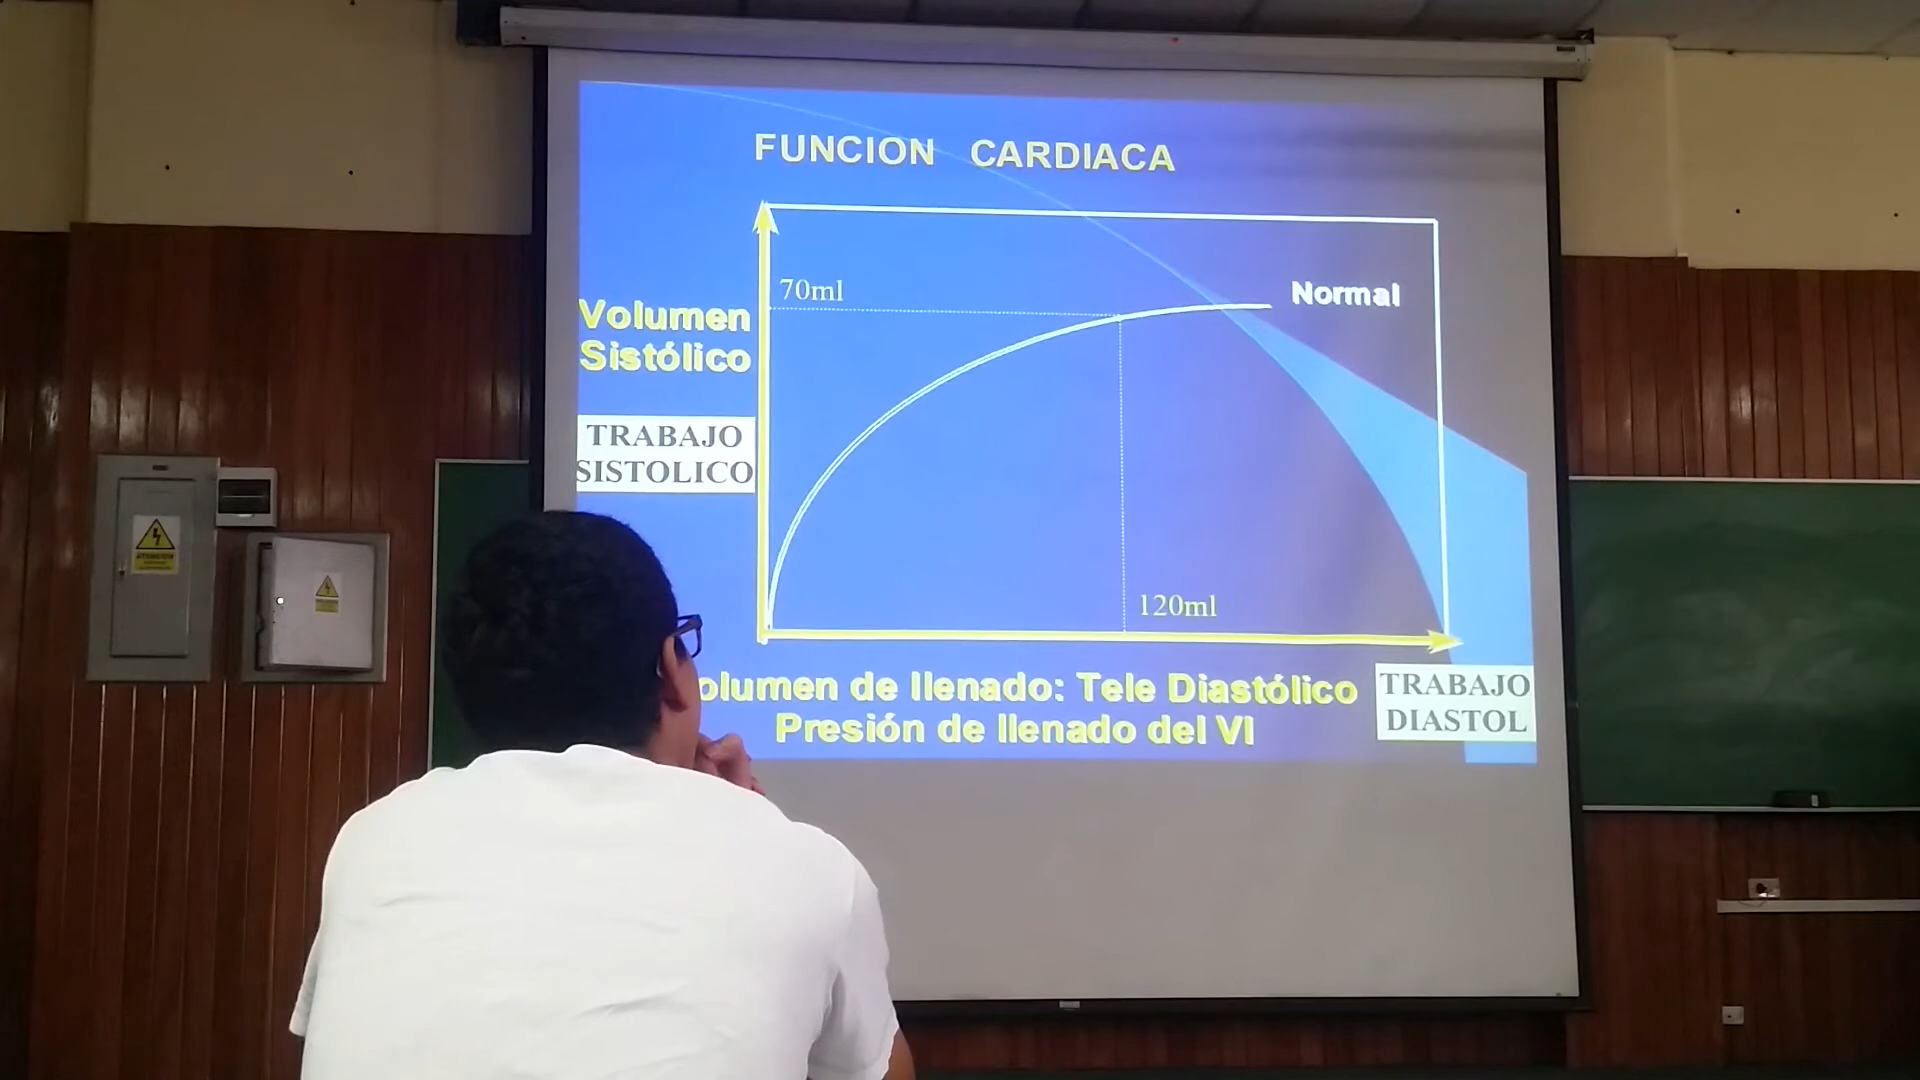 FUNCION CARDIACA
70ml
Normal
Volumen
Sistólico
TRABAJO
SISTOLICO
120ml
olumen de llenado: Tele Diastólico
Presión de llenado del VI
TRABAJO
DIASTOL
ATENCION